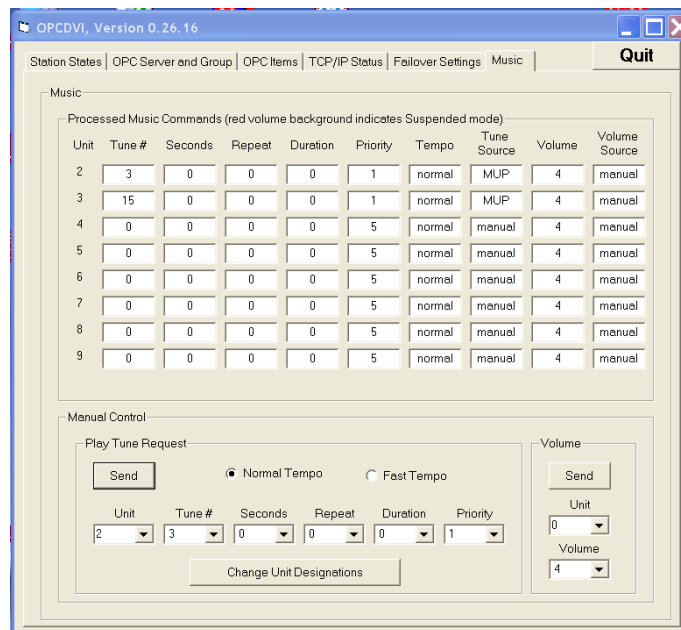 OPCDVI, Version 0.26.16
Quit
Station States OPC Server and Group OPC Items TCP/IP Status Failover Settings Music
Music
Processed Music Commands (red volume background indicates Suspended mode)
Unit Tune # Seconds Repeat Duration Priority Tempo Tune Source Volume Volume Source
2 3 0 0 0 1 normal MUP 4 manual
3 15 0 0 0 1 normal MUP 4 manual
4 0 0 0 0 5 normal manual 4 manual
5 0 0 0 0 5 normal manual 4 manual
6 0 0 0 0 5 normal manual 4 manual
7 0 0 0 0 5 normal manual 4 manual
8 0 0 0 0 5 normal manual 4 manual
9 0 0 0 0 5 normal manual 4 manual
Manual Control
Play Tune Request
Send Normal Tempo Fast Tempo
Unit Tune # Seconds Repeat Duration Priority
2 3 0 0 0 1
Change Unit Designations
Volume
Send
Unit
0
Volume
4